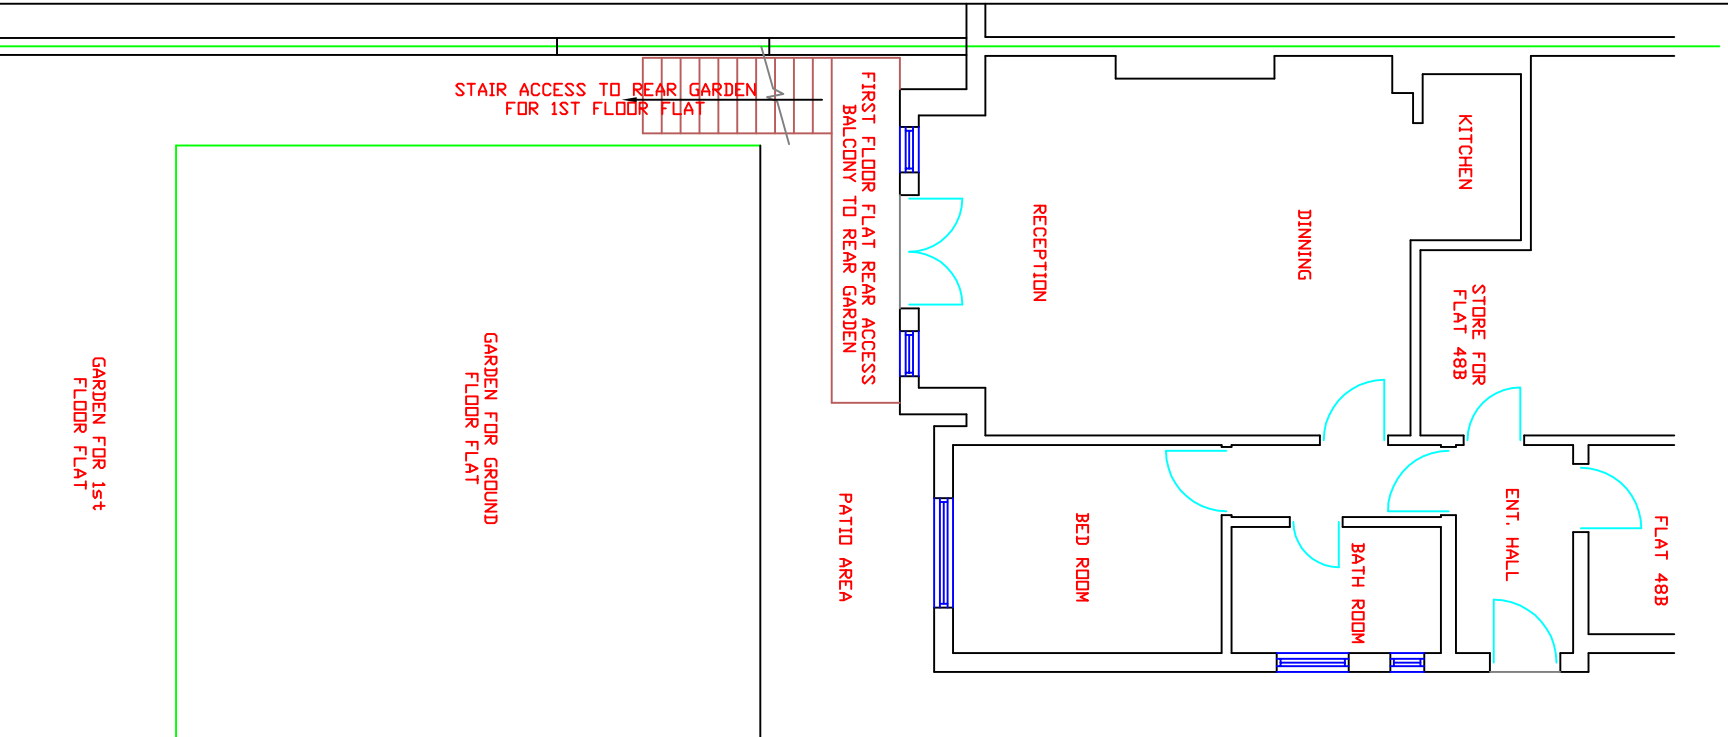 STAIR ACCESS TO REAR GARDEN
FOR 1ST FLOOR FLAT
FIRST FLOOR FLAT REAR ACCESS
BALCONY TO REAR GARDEN
KITCHEN
RECEPTION
DINNING
STORE FOR
FLAT 48B
GARDEN FOR 1st
FLOOR FLAT
GARDEN FOR GROUND
FLOOR FLAT
PATIO AREA
BED ROOM
BATH ROOM
ENT. HALL
FLAT 48B